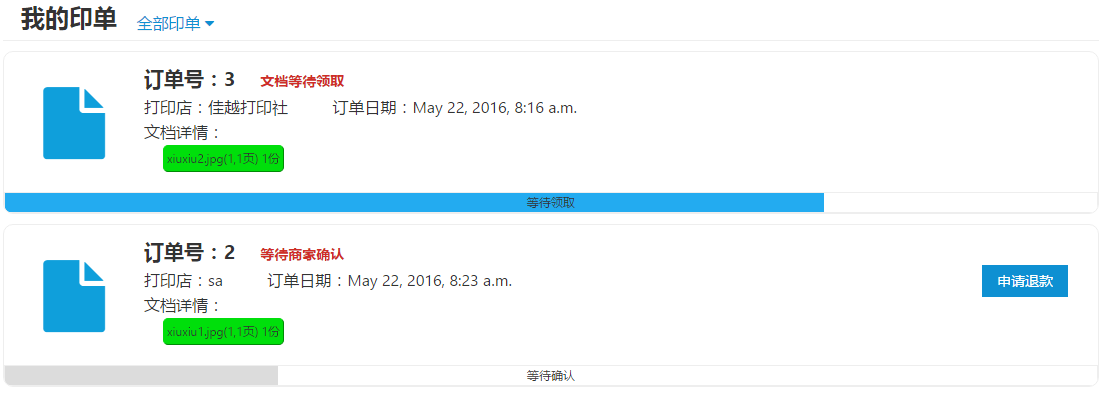 我的印单 全部印单
订单号：3 文档等待领取
打印店：佳越打印社 订单日期：May 22, 2016, 8:16 a.m.
文档详情：
xiuxiu2.jpg(1,1页) 1份
等待领取
订单号：2 等待商家确认
打印店：sa 订单日期：May 22, 2016, 8:23 a.m.
申请退款
文档详情：
xiuxiu1.jpg(1,1页) 1份
等待确认